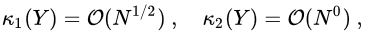 κ₁(Y) = 𝒪(N^{1/2}) ,   κ₂(Y) = 𝒪(N⁰) ,